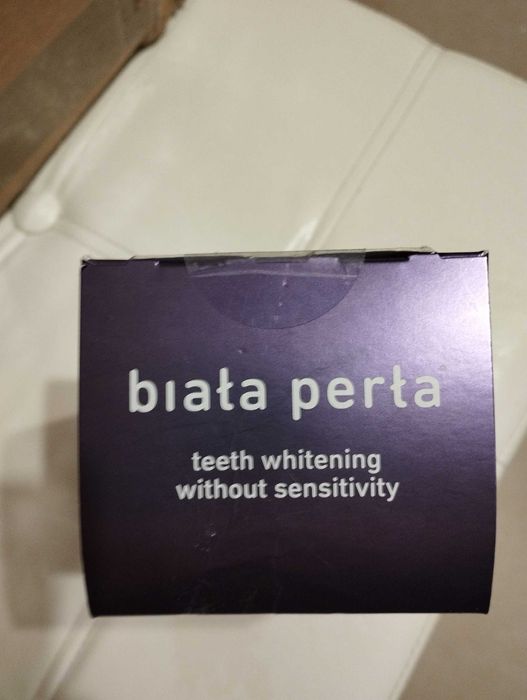 biała perła
teeth whitening
without sensitivity